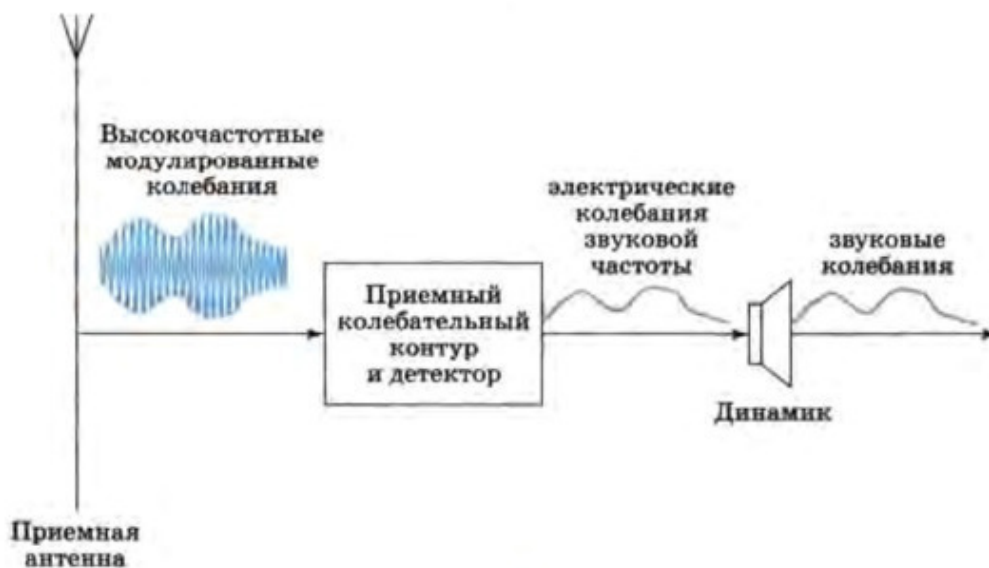 Высокочастотные
модулированные
колебания
Приемный
колебательный
контур
и детектор
электрические
колебания
звуковой
частоты
звуковые
колебания
Динамик
Приемная
антенна